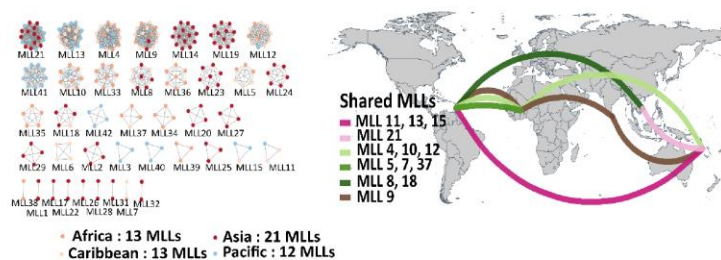 MLL21 MLL13 MLL4 MLL9 MLL14 MLL19 MLL12
MLL41 MLL10 MLL33 MLL8 MLL36 MLL23 MLL5 MLL24
MLL35 MLL18 MLL42 MLL37 MLL34 MLL20 MLL27
MLL29 MLL6 MLL2 MLL3 MLL40 MLL39 MLL25 MLL15 MLL11
MLL38 MLL17 MLL26 MLL31 MLL32
MLL1 MLL22 MLL28 MLL7
Africa : 13 MLLs Asia : 21 MLLs
Caribbean : 13 MLLs Pacific : 12 MLLs
Shared MLLs
MLL 11, 13, 15
MLL 21
MLL 4, 10, 12
MLL 5, 7, 37
MLL 8, 18
MLL 9